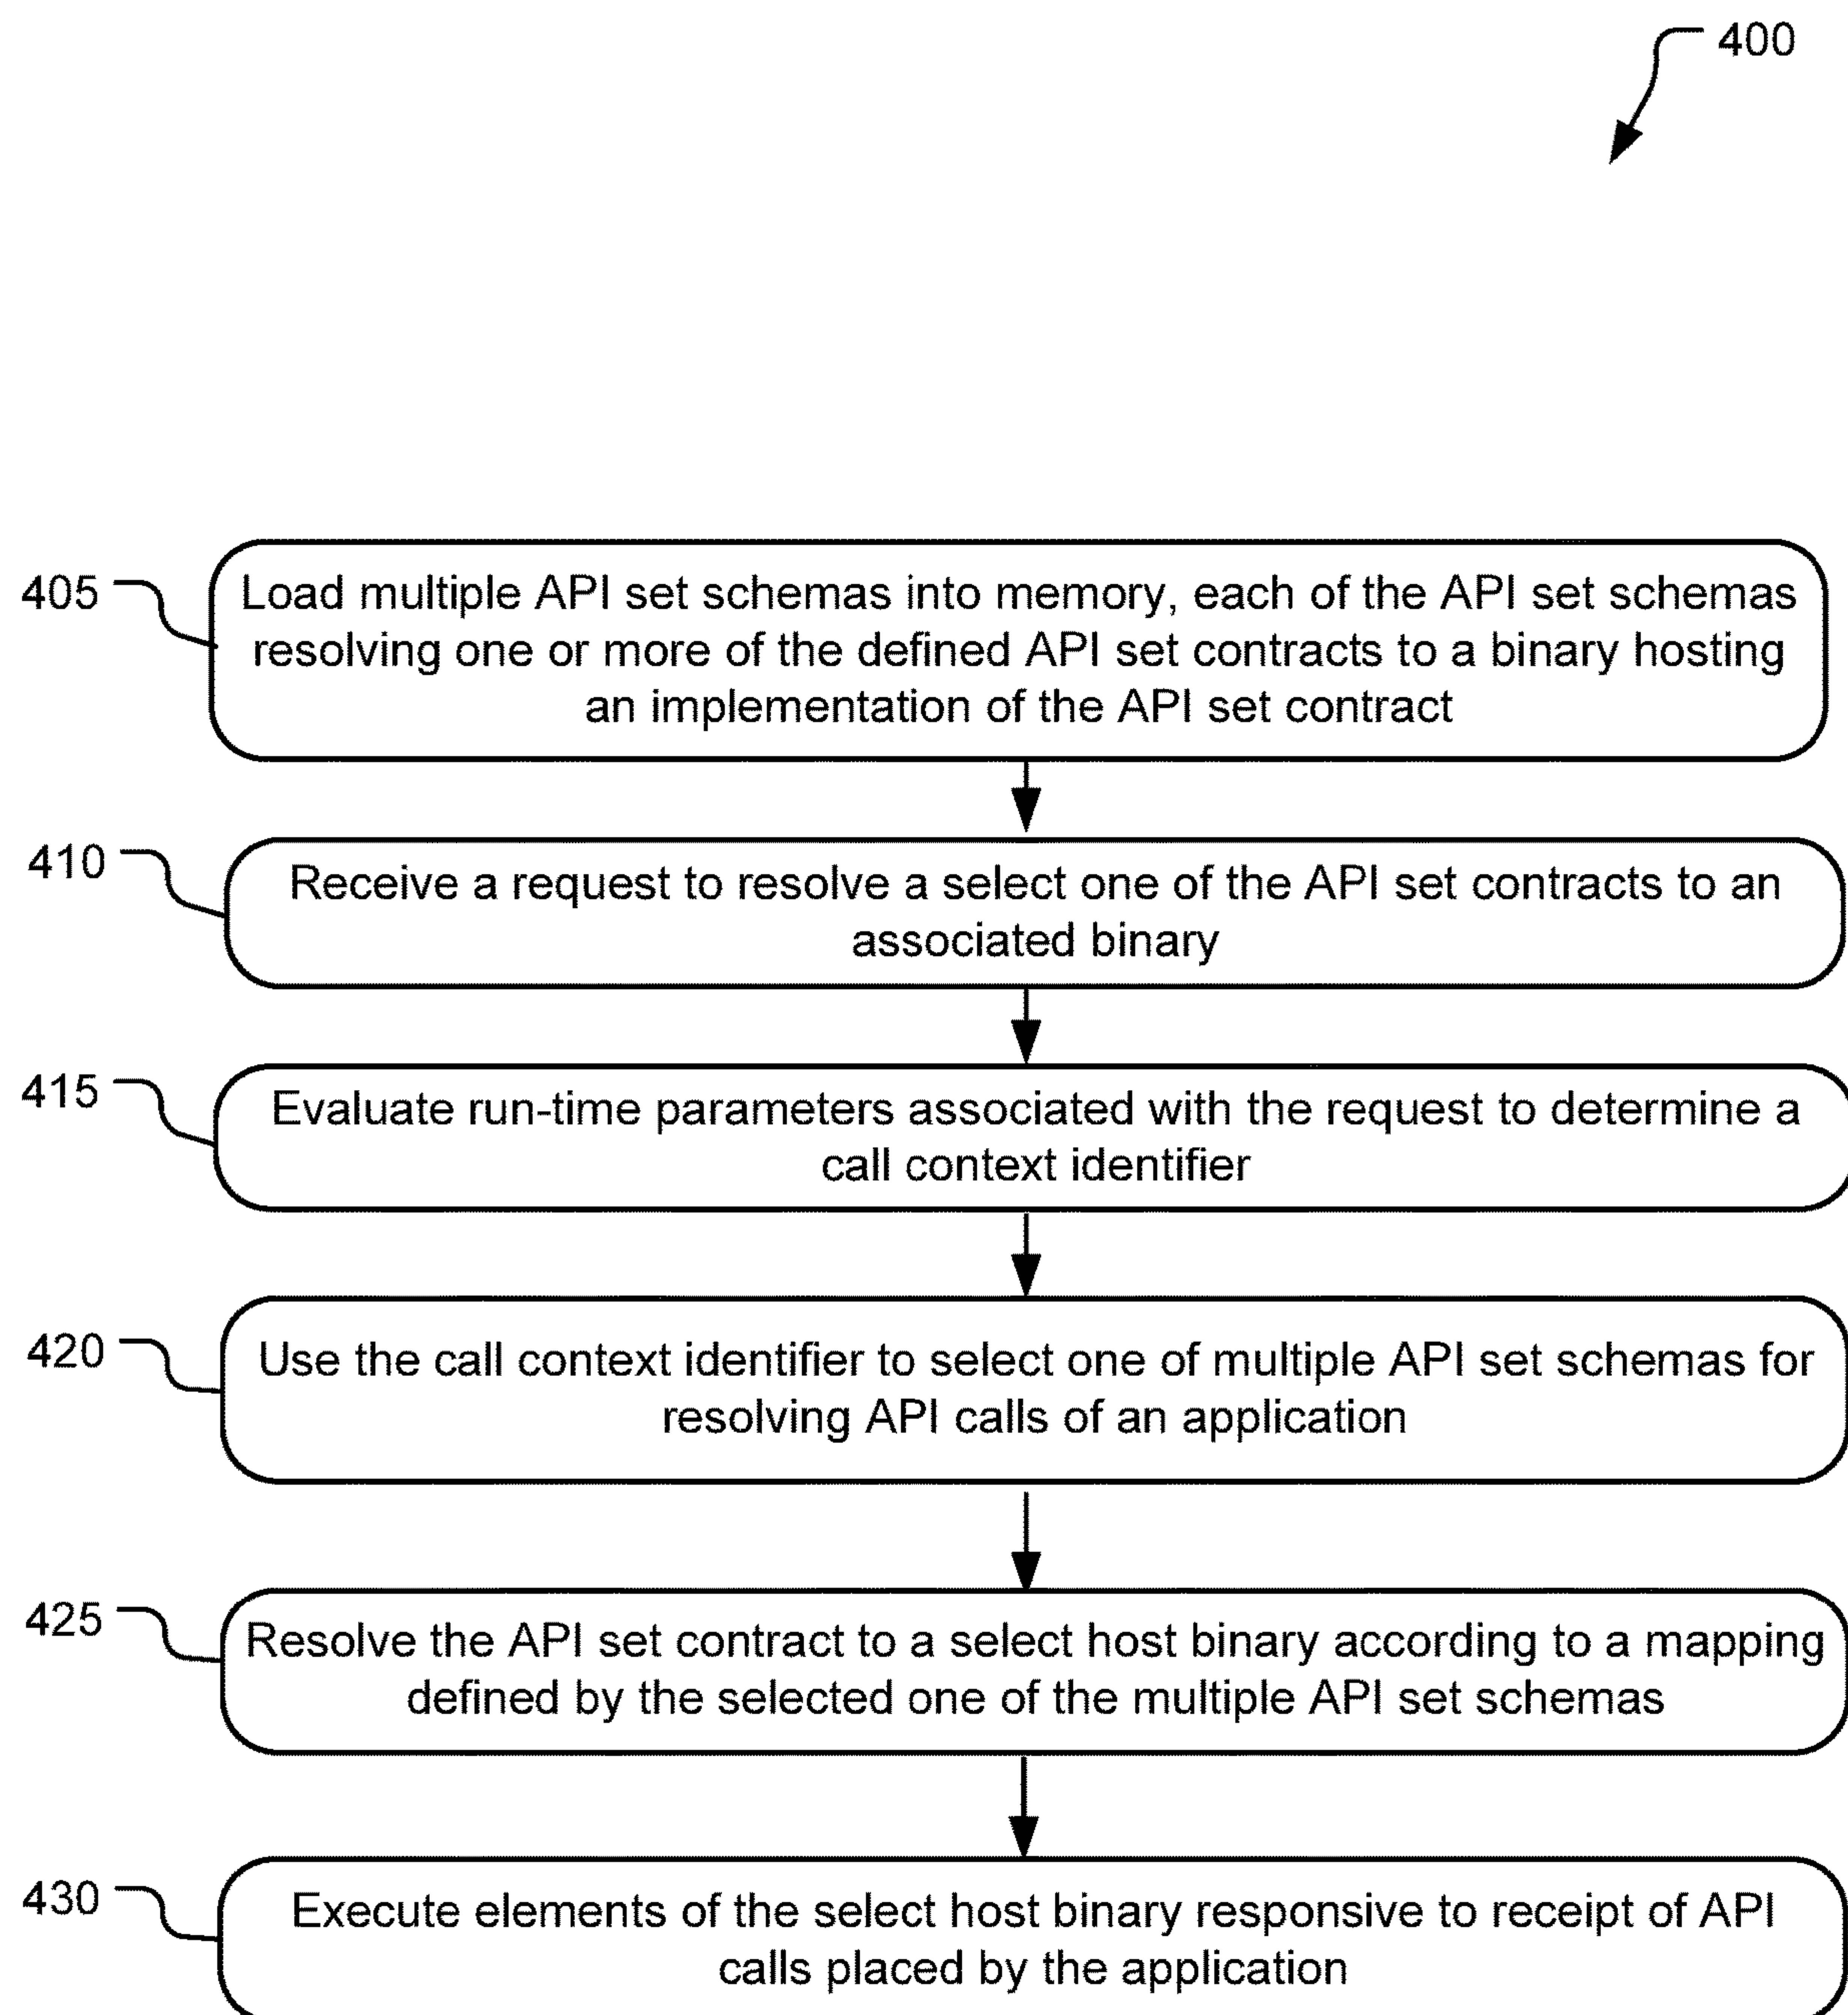 400
405
Load multiple API set schemas into memory, each of the API set schemas
resolving one or more of the defined API set contracts to a binary hosting
an implementation of the API set contract
410
Receive a request to resolve a select one of the API set contracts to an
associated binary
415
Evaluate run-time parameters associated with the request to determine a
call context identifier
420
Use the call context identifier to select one of multiple API set schemas for
resolving API calls of an application
425
Resolve the API set contract to a select host binary according to a mapping
defined by the selected one of the multiple API set schemas
430
Execute elements of the select host binary responsive to receipt of API
calls placed by the application